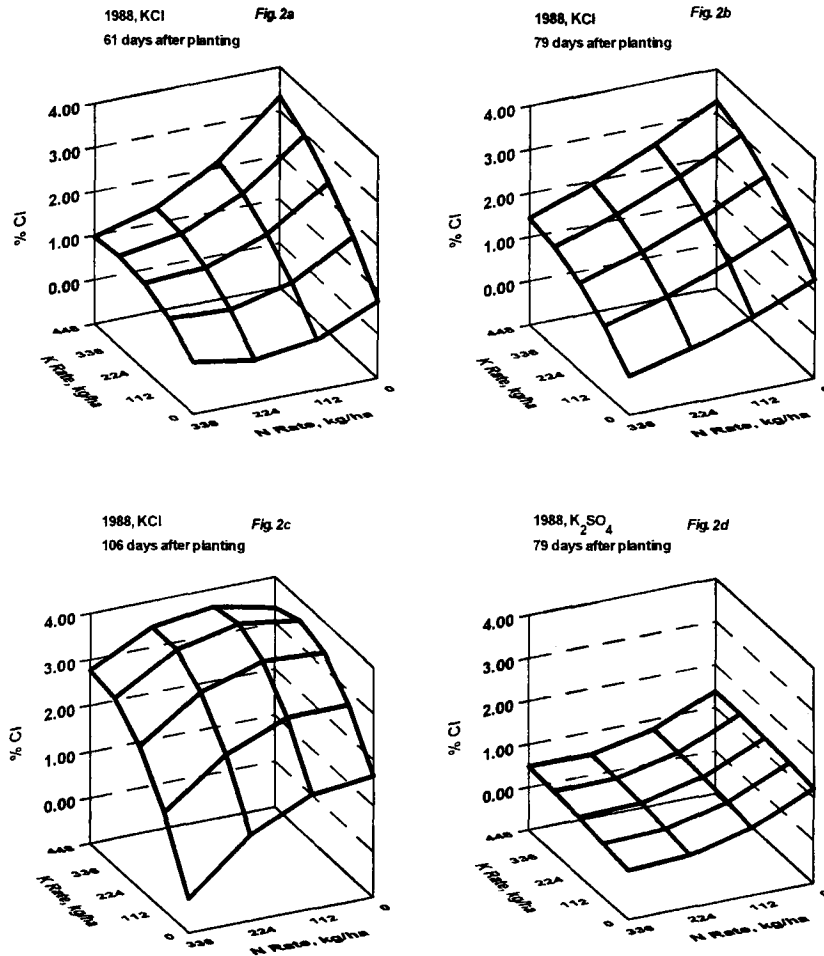 1988, KCl Fig. 2a
61 days after planting
4.00
3.00
2.00
1.00
0.00
% Cl
448
336
224
112
0
K Rate, kg/ha
336
224
112
0
N Rate, kg/ha
1988, KCl Fig. 2b
79 days after planting
4.00
3.00
2.00
1.00
0.00
% Cl
448
336
224
112
0
K Rate, kg/ha
336
224
112
N Rate, kg/ha
1988, KCl Fig. 2c
106 days after planting
4.00
3.00
2.00
1.00
0.00
% Cl
448
336
224
112
0
K Rate, kg/ha
336
224
112
0
N Rate, kg/ha
1988, K2SO4 Fig. 2d
79 days after planting
4.00
3.00
2.00
1.00
0.00
% Cl
448
336
224
112
0
K Rate, kg/ha
336
224
112
0
N Rate, kg/ha